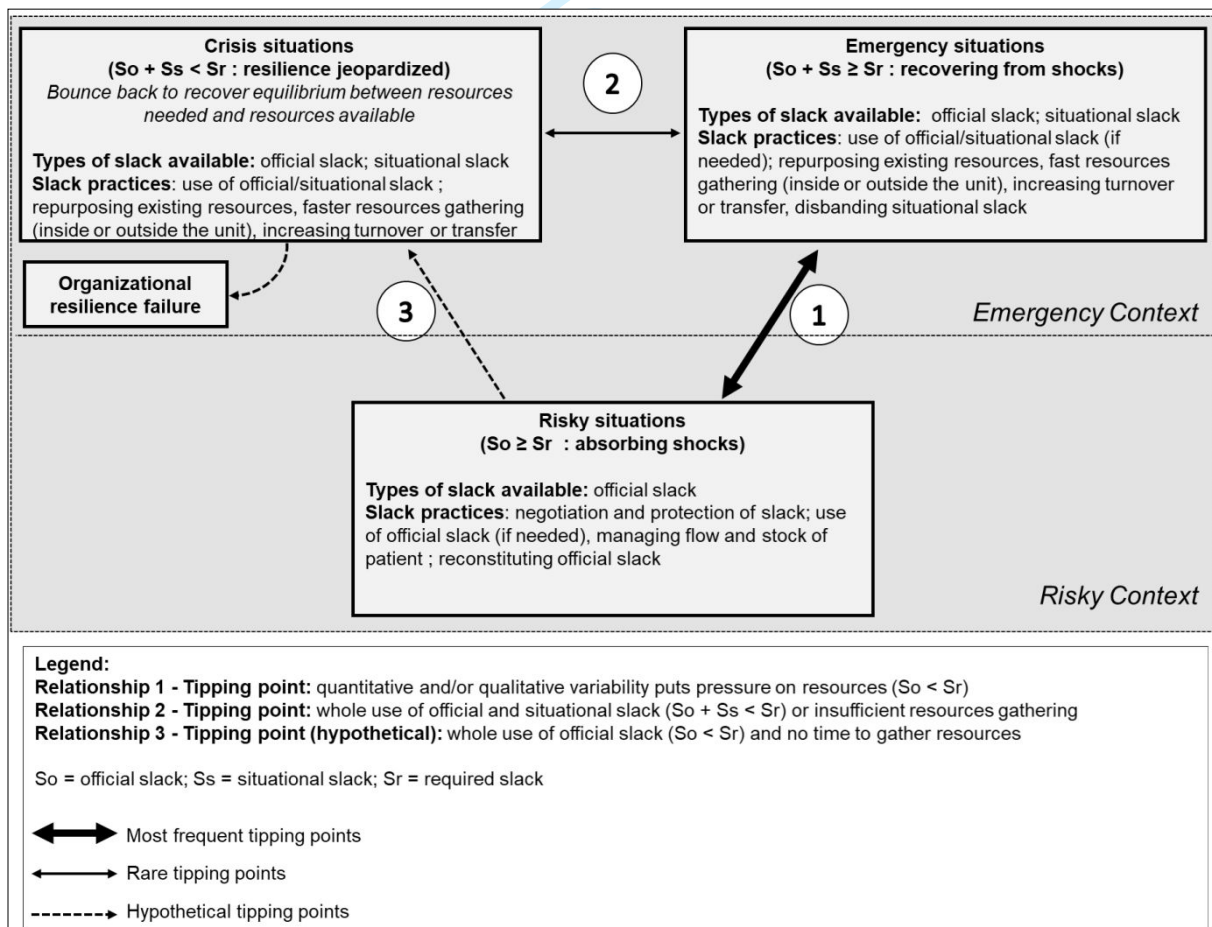 Crisis situations
(So + Ss < Sr : resilience jeopardized)
Bounce back to recover equilibrium between resources
needed and resources available
Types of slack available: official slack; situational slack
Slack practices: use of official/situational slack ;
repurposing existing resources, faster resources gathering
(inside or outside the unit), increasing turnover or transfer
2
Emergency situations
(So + Ss ≥ Sr : recovering from shocks)
Types of slack available: official slack; situational slack
Slack practices: use of official/situational slack (if
needed); repurposing existing resources, fast resources
gathering (inside or outside the unit), increasing turnover
or transfer, disbanding situational slack
Organizational
resilience failure
3
1
Emergency Context
Risky situations
(So ≥ Sr : absorbing shocks)
Types of slack available: official slack
Slack practices: negotiation and protection of slack; use
of official slack (if needed), managing flow and stock of
patient ; reconstituting official slack
Risky Context
Legend:
Relationship 1 - Tipping point: quantitative and/or qualitative variability puts pressure on resources (So < Sr)
Relationship 2 - Tipping point: whole use of official and situational slack (So + Ss < Sr) or insufficient resources gathering
Relationship 3 - Tipping point (hypothetical): whole use of official slack (So < Sr) and no time to gather resources
So = official slack; Ss = situational slack; Sr = required slack
Most frequent tipping points
Rare tipping points
Hypothetical tipping points